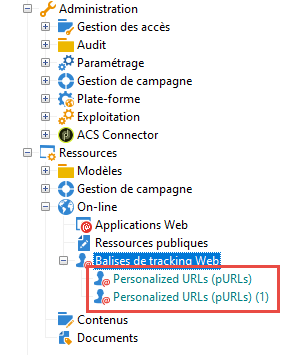 Administration
Gestion des accès
Audit
Paramétrage
Gestion de campagne
Plate-forme
Exploitation
ACS Connector
Ressources
Modèles
Gestion de campagne
On-line
Applications Web
Ressources publiques
Balises de tracking Web
Personalized URLs (pURLs)
Personalized URLs (pURLs) (1)
Contenus
Documents